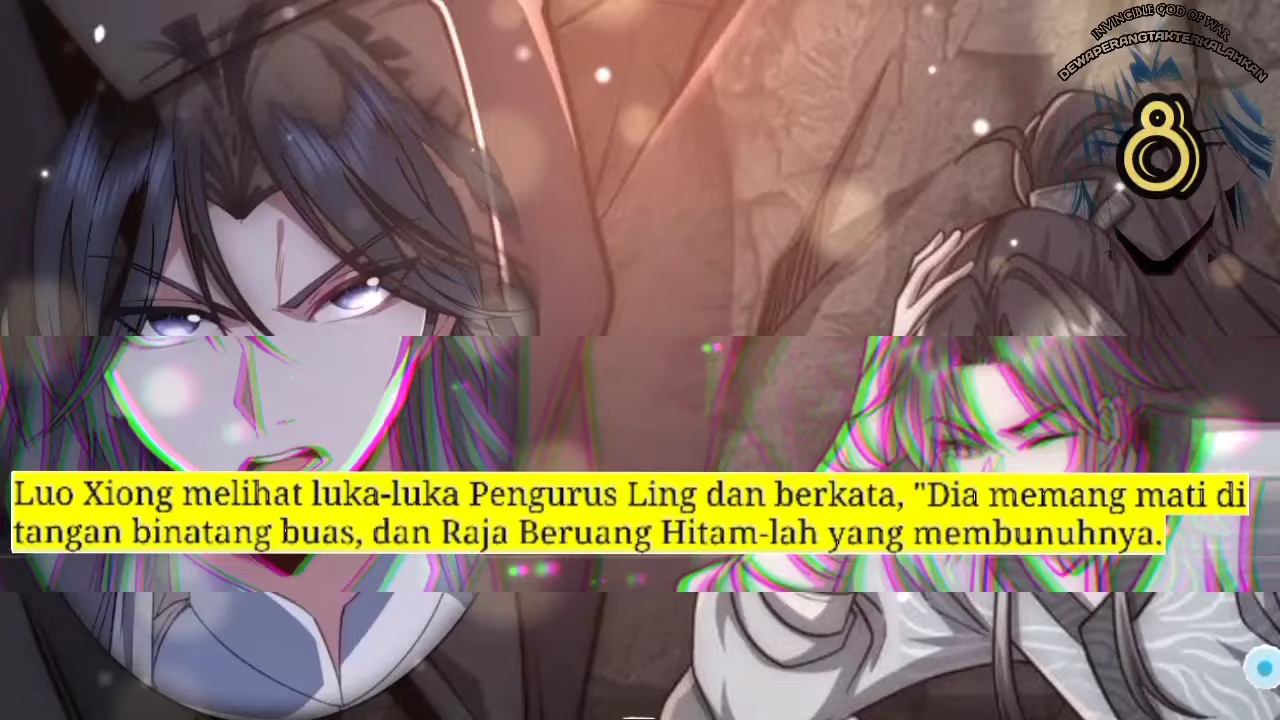 INVINCIBLE GOD OF WAR
DEWAPERANGTAKTERKALAHKAN
8
Luo Xiong melihat luka-luka Pengurus Ling dan berkata, "Dia memang mati di
tangan binatang buas, dan Raja Beruang Hitam-lah yang membunuhnya.